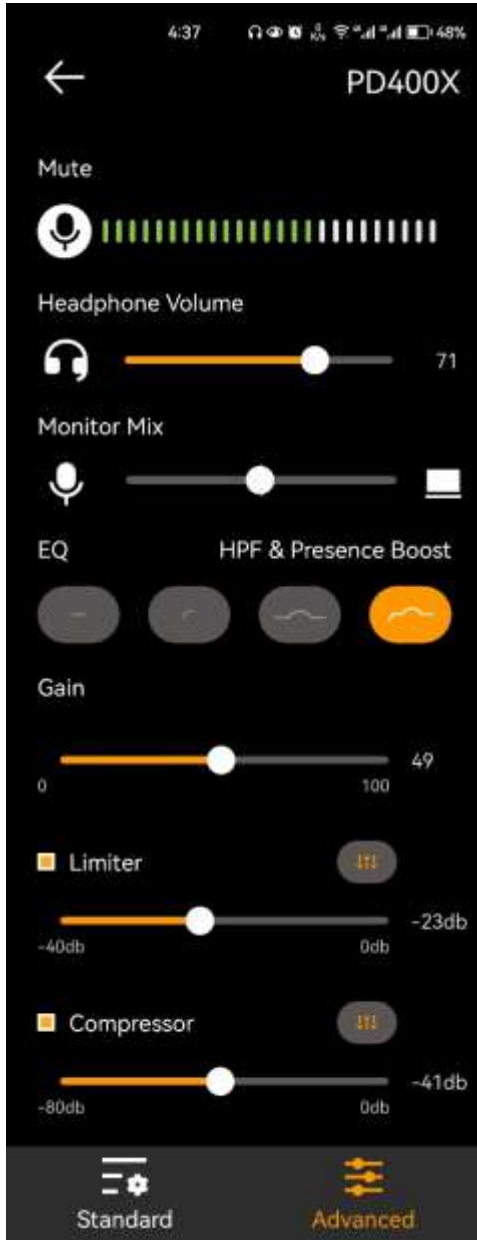 4:37 48%
PD400X
Mute
Headphone Volume
71
Monitor Mix
EQ HPF & Presence Boost
Gain
49
0 100
Limiter
-23db
-40db 0db
Compressor
-41db
-80db 0db
Standard Advanced